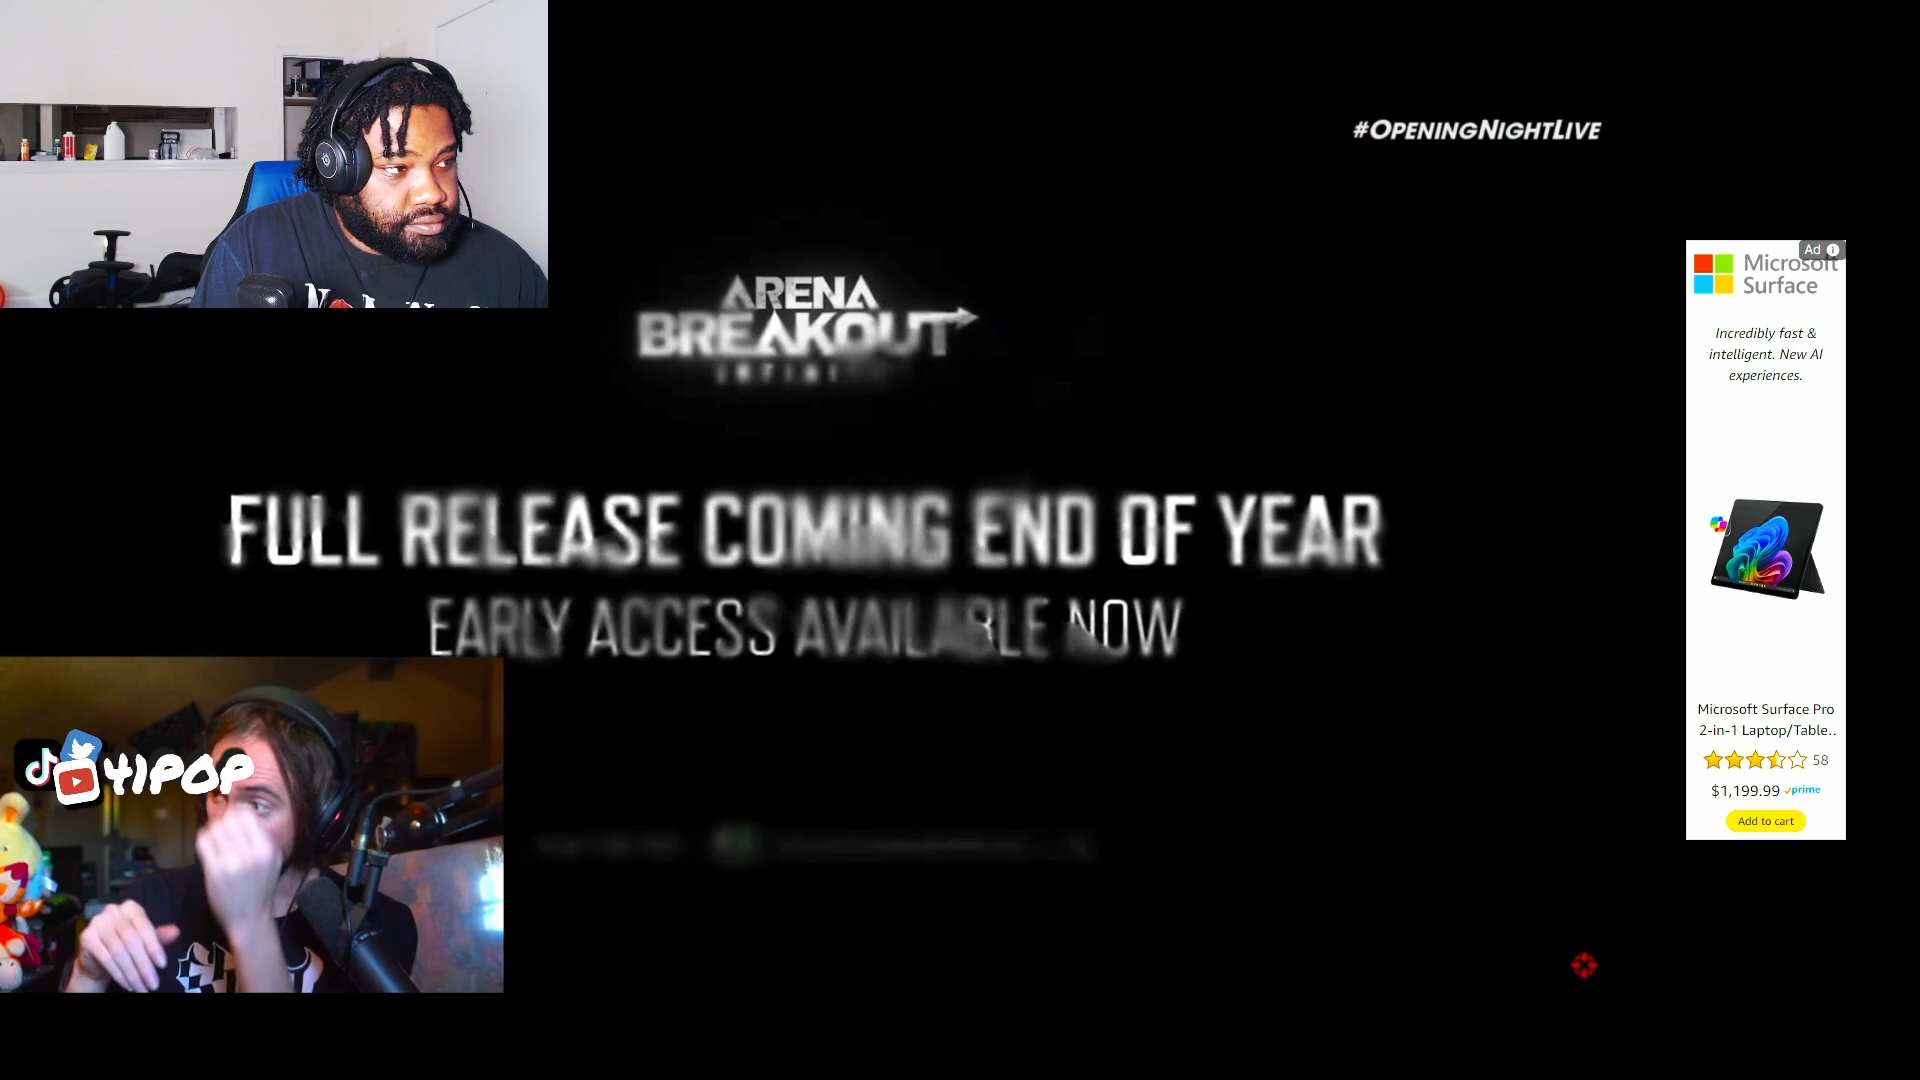 #OPENINGNIGHTLIVE
ARENA
BREAKOUT
INFINI
FULL RELEASE COMING END OF YEAR
EARLY ACCESS AVAILABLE NOW
41POP
Ad
Microsoft
Surface
Incredibly fast &
intelligent. New AI
experiences.
Microsoft Surface Pro
2-in-1 Laptop/Table..
58
$1,199.99 prime
Add to cart